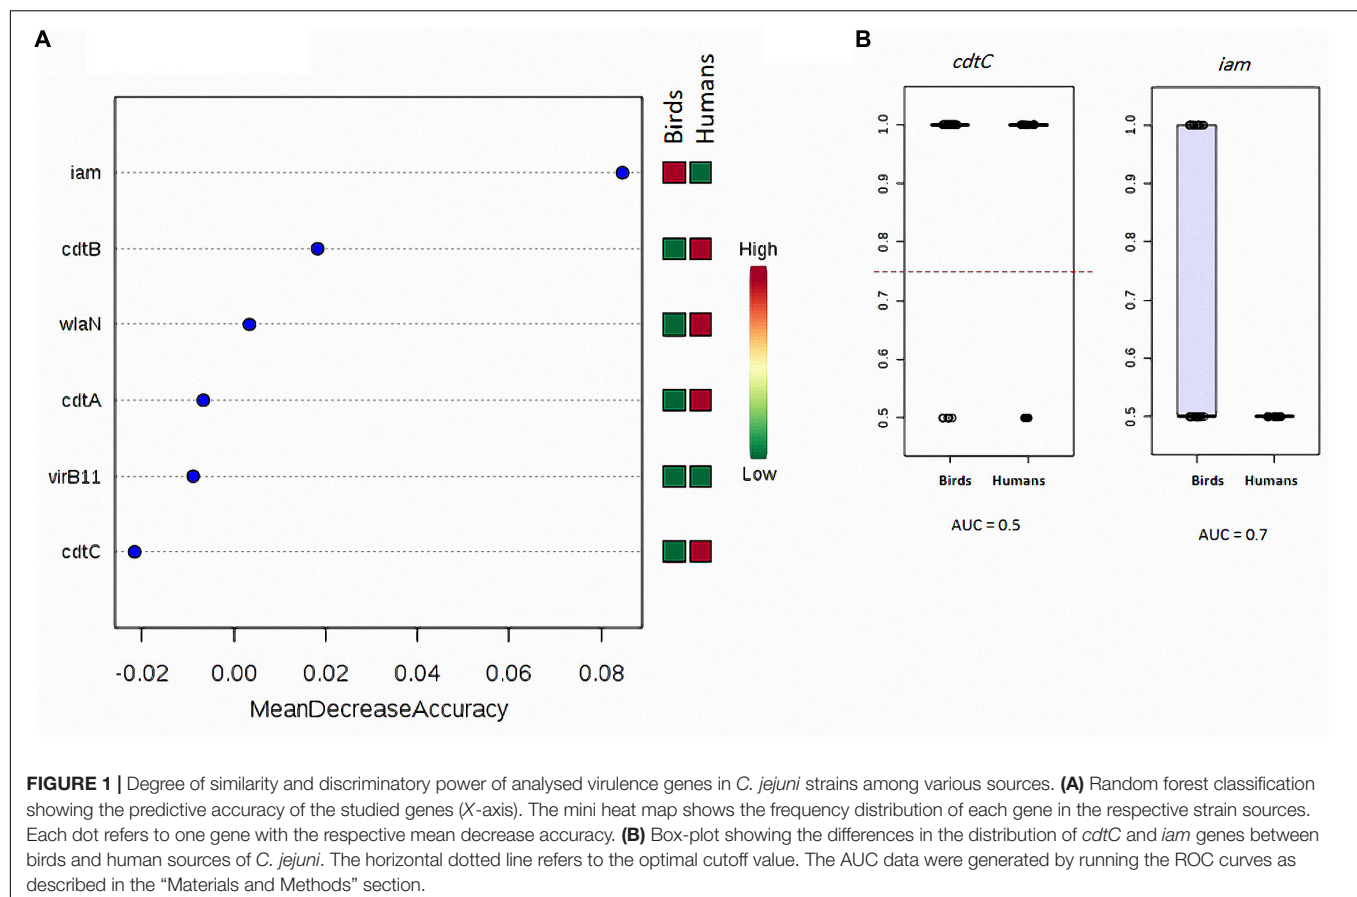 A
Birds
Humans
iam
cdtB
wlaN
cdtA
virB11
cdtC
High
Low
-0.02 0.00 0.02 0.04 0.06 0.08
MeanDecreaseAccuracy
B
cdtC
1.0
0.9
0.8
0.7
0.6
0.5
Birds Humans
AUC = 0.5
iam
1.0
0.9
0.8
0.7
0.6
0.5
Birds Humans
AUC = 0.7
FIGURE 1 | Degree of similarity and discriminatory power of analysed virulence genes in C. jejuni strains among various sources. (A) Random forest classification
showing the predictive accuracy of the studied genes (X-axis). The mini heat map shows the frequency distribution of each gene in the respective strain sources.
Each dot refers to one gene with the respective mean decrease accuracy. (B) Box-plot showing the differences in the distribution of cdtC and iam genes between
birds and human sources of C. jejuni. The horizontal dotted line refers to the optimal cutoff value. The AUC data were generated by running the ROC curves as
described in the “Materials and Methods” section.